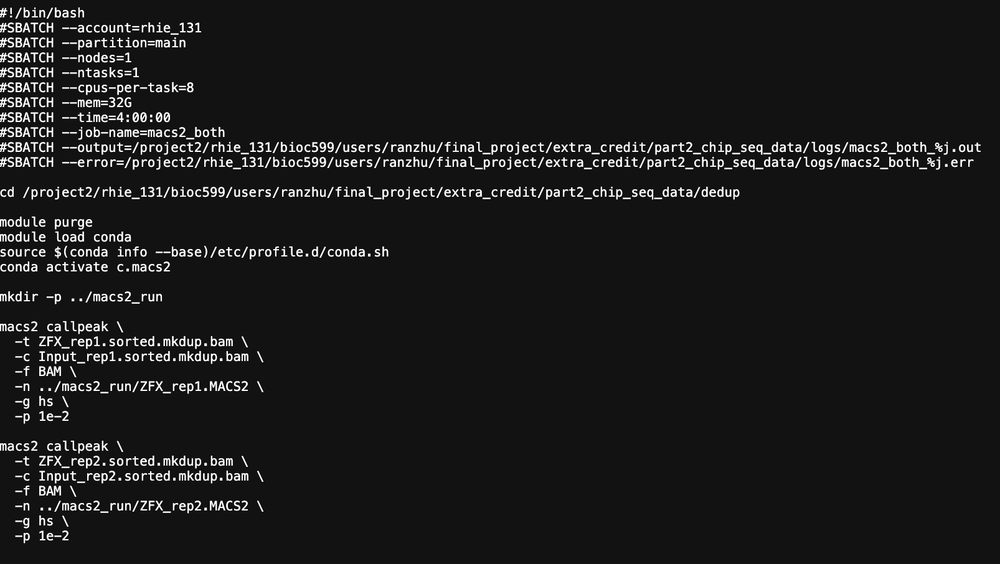 #!/bin/bash
#SBATCH --account=rhie_131
#SBATCH --partition=main
#SBATCH --nodes=1
#SBATCH --ntasks=1
#SBATCH --cpus-per-task=8
#SBATCH --mem=32G
#SBATCH --time=4:00:00
#SBATCH --job-name=macs2_both
#SBATCH --output=/project2/rhie_131/bioc599/users/ranzhu/final_project/extra_credit/part2_chip_seq_data/logs/macs2_both_%j.out
#SBATCH --error=/project2/rhie_131/bioc599/users/ranzhu/final_project/extra_credit/part2_chip_seq_data/logs/macs2_both_%j.err

cd /project2/rhie_131/bioc599/users/ranzhu/final_project/extra_credit/part2_chip_seq_data/dedup

module purge
module load conda
source $(conda info --base)/etc/profile.d/conda.sh
conda activate c.macs2

mkdir -p ../macs2_run

macs2 callpeak \
  -t ZFX_rep1.sorted.mkdup.bam \
  -c Input_rep1.sorted.mkdup.bam \
  -f BAM \
  -n ../macs2_run/ZFX_rep1.MACS2 \
  -g hs \
  -p 1e-2

macs2 callpeak \
  -t ZFX_rep2.sorted.mkdup.bam \
  -c Input_rep2.sorted.mkdup.bam \
  -f BAM \
  -n ../macs2_run/ZFX_rep2.MACS2 \
  -g hs \
  -p 1e-2